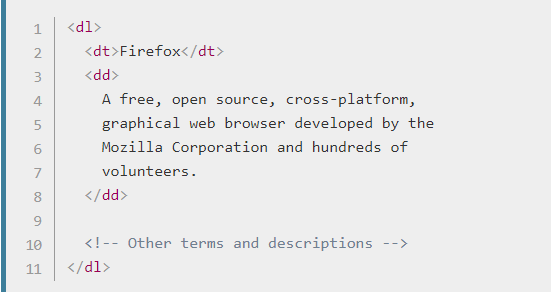 1 <dl>
2   <dt>Firefox</dt>
3   <dd>
4     A free, open source, cross-platform,
5     graphical web browser developed by the
6     Mozilla Corporation and hundreds of
7     volunteers.
8   </dd>
9
10   <!-- Other terms and descriptions -->
11 </dl>